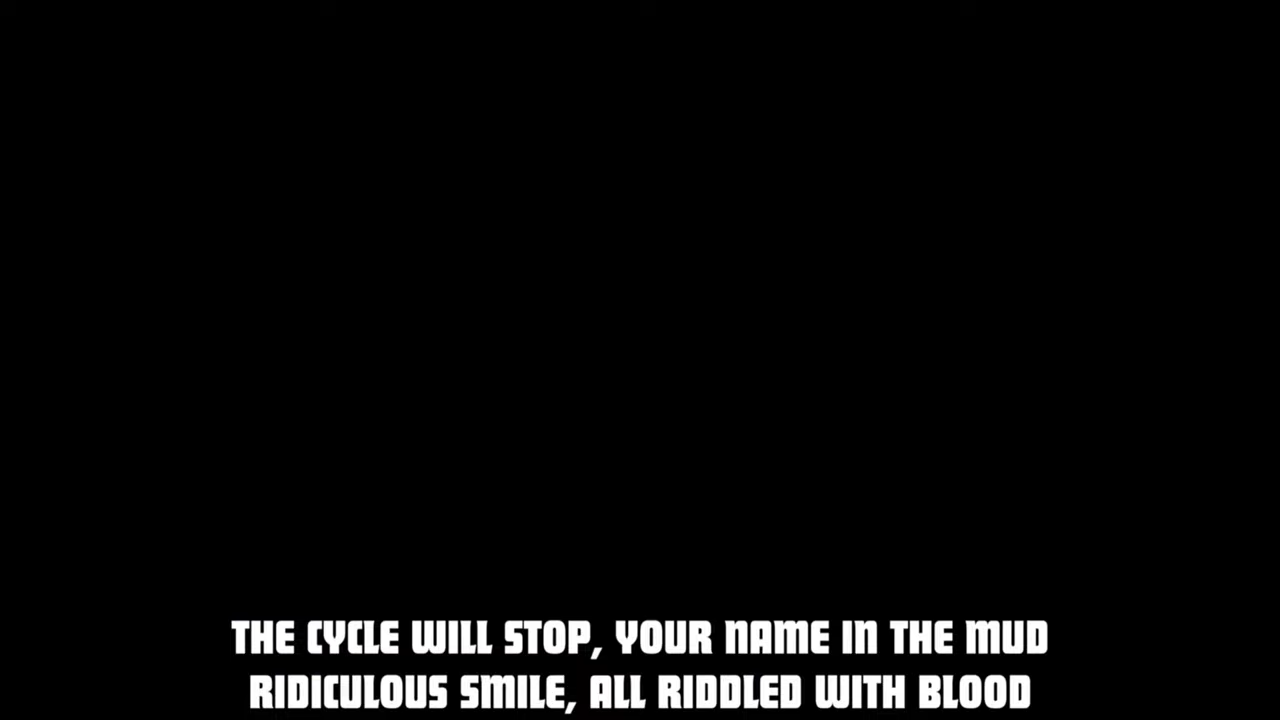 THE CYCLE WILL STOP, YOUR NAME IN THE MUD
RIDICULOUS SMILE, ALL RIDDLED WITH BLOOD